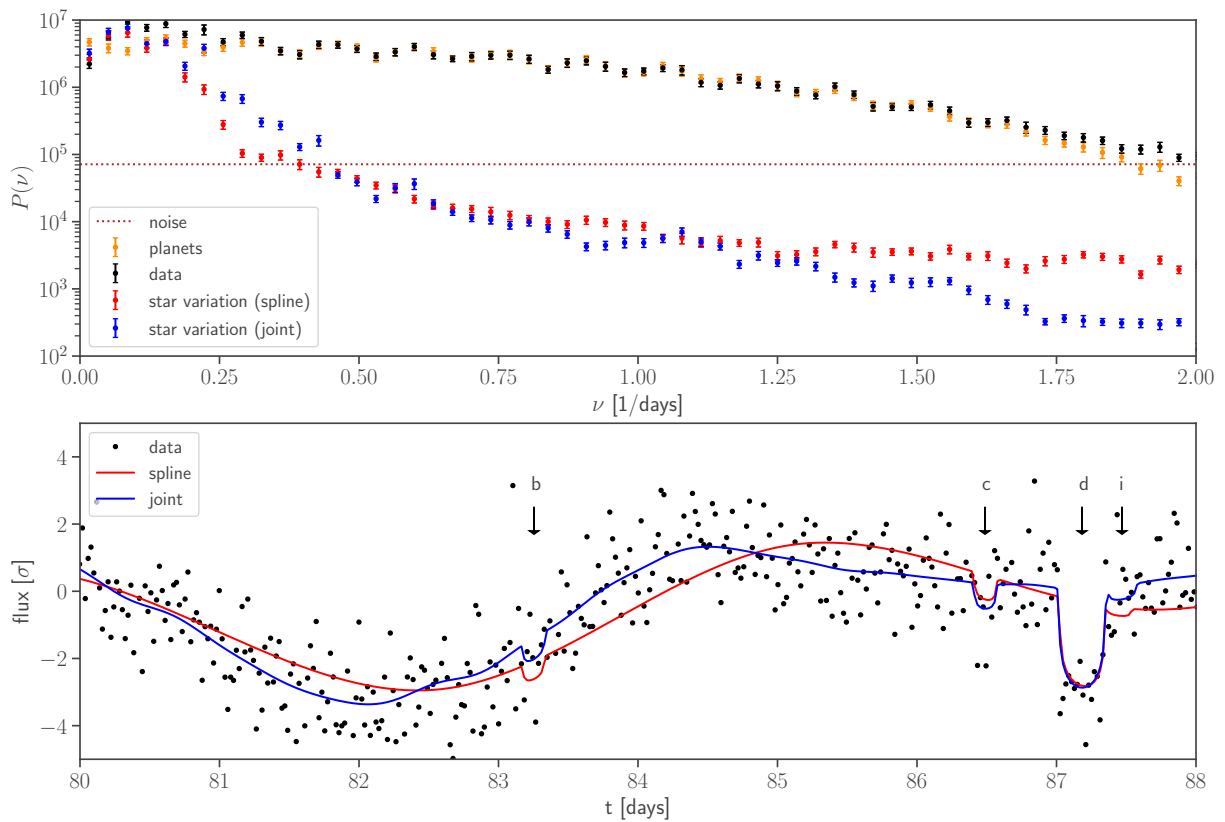 10^7
10^6
10^5
10^4
10^3
10^2
P(ν)
noise
planets
data
star variation (spline)
star variation (joint)
0.00 0.25 0.50 0.75 1.00 1.25 1.50 1.75 2.00
ν [1/days]
4
2
0
−2
−4
flux [σ]
data
spline
joint
b c d i
80 81 82 83 84 85 86 87 88
t [days]